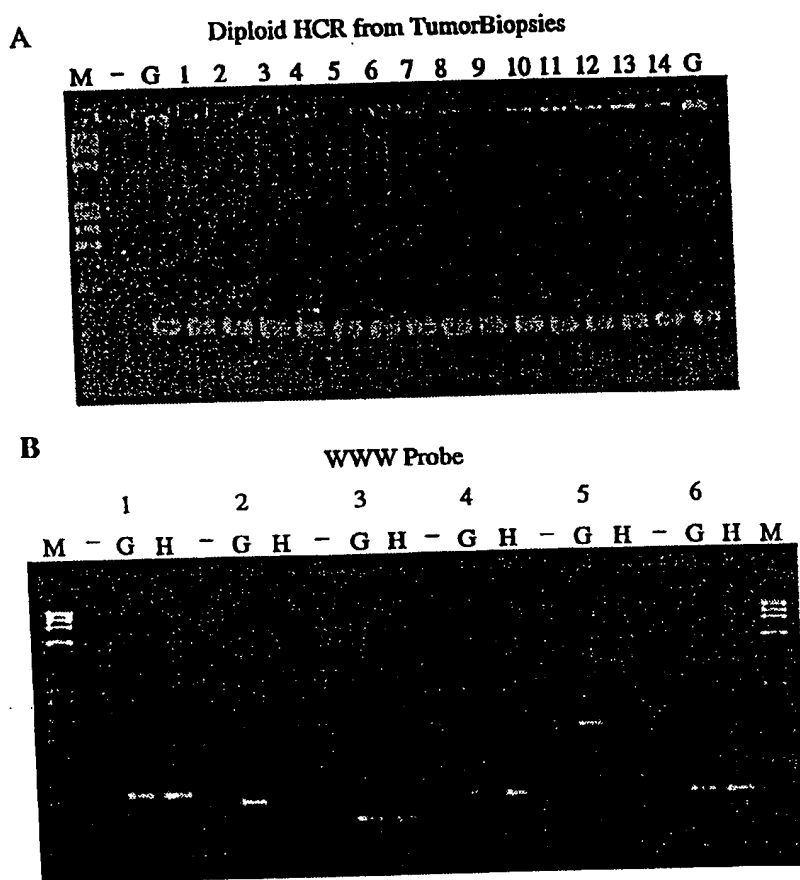 A
Diploid HCR from TumorBiopsies
M - G 1 2 3 4 5 6 7 8 9 10 11 12 13 14 G
B
WWW Probe
1 2 3 4 5 6
M - G H - G H - G H - G H - G H - G H M